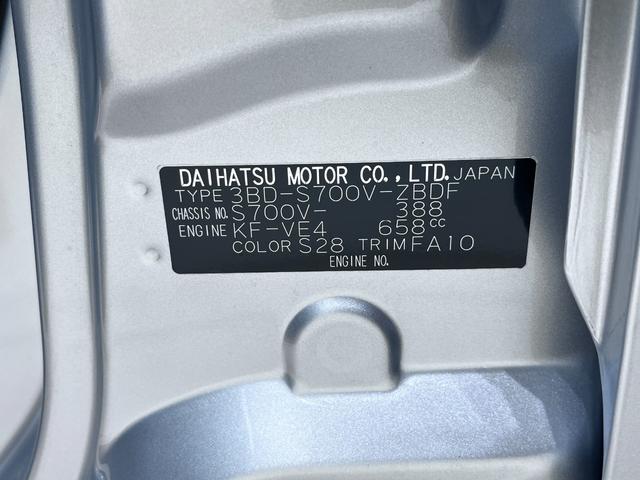 DAIHATSU MOTOR CO., LTD. JAPAN
TYPE 3BD-S700V-ZBDF
CHASSIS NO. S700V- 388
ENGINE KF-VE4 658cc
COLOR S28 TRIM FA10
ENGINE NO.